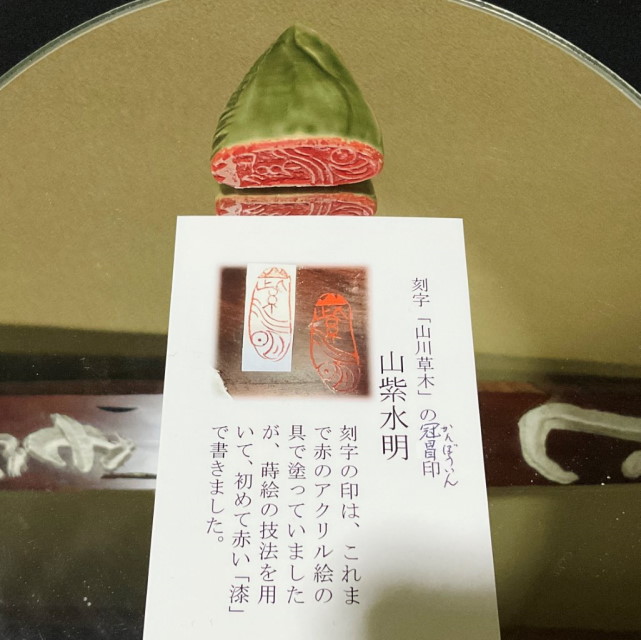 刻字「山川草木」の冠冒印
かんぼういん
山紫水明
刻字の印は、これま
で赤のアクリル絵の
具で塗っていました
が、蒔絵の技法を用
いて、初めて赤い「漆」
で書きました。